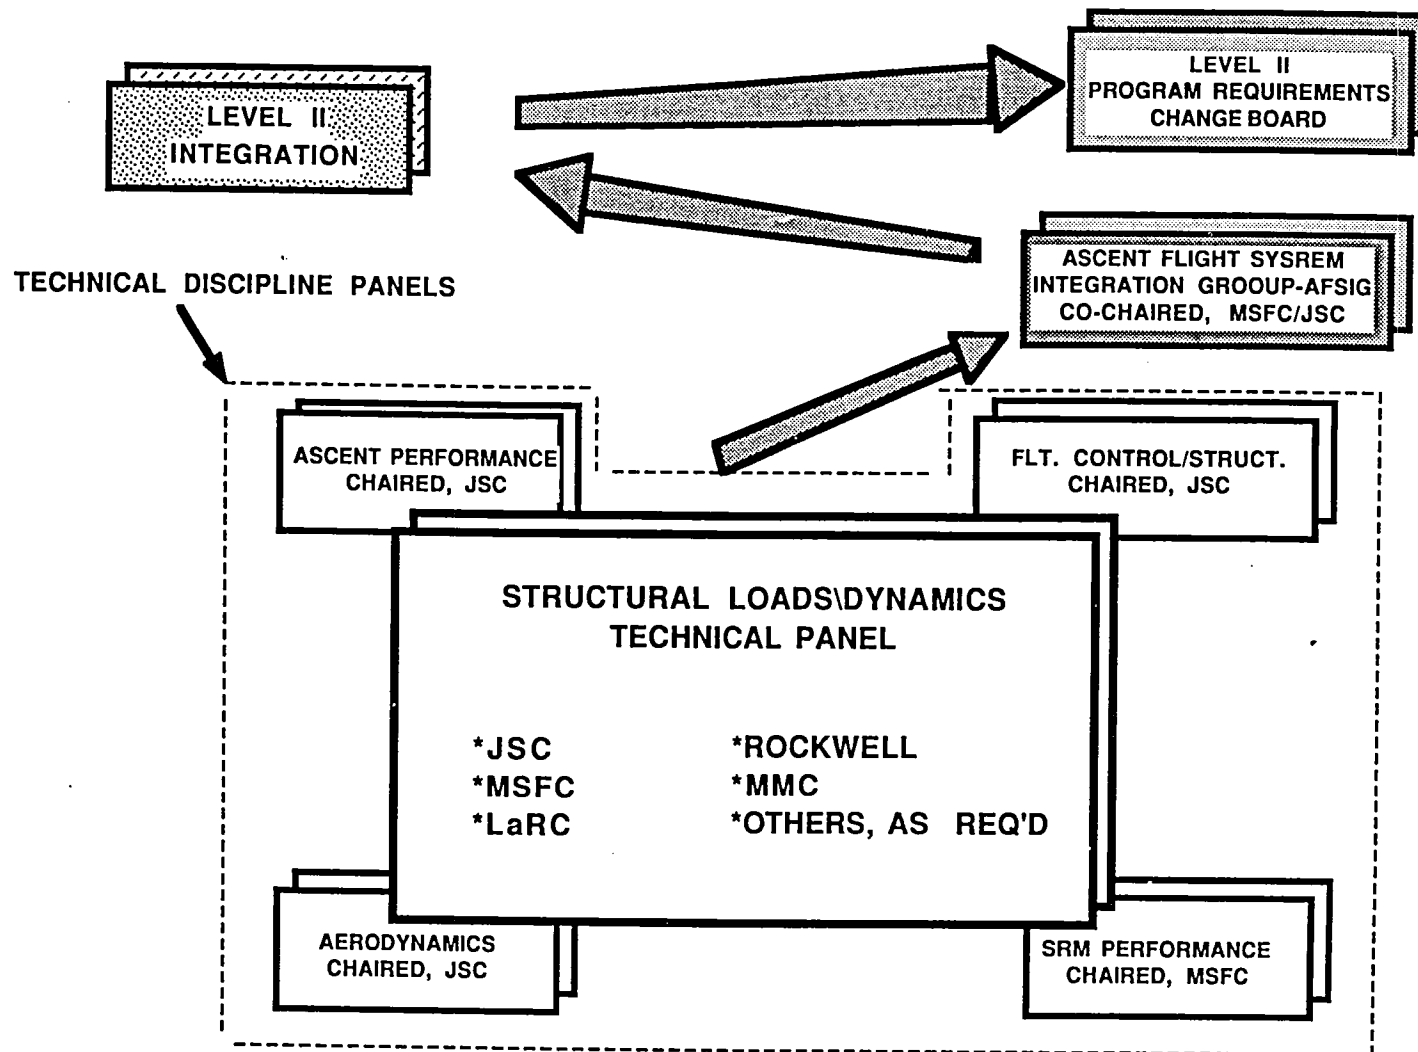 LEVEL II
PROGRAM REQUIREMENTS
CHANGE BOARD
LEVEL II
INTEGRATION
ASCENT FLIGHT SYSREM
INTEGRATION GROOUP-AFSIG
CO-CHAIRED, MSFC/JSC
TECHNICAL DISCIPLINE PANELS
ASCENT PERFORMANCE
CHAIRED, JSC
FLT. CONTROL/STRUCT.
CHAIRED, JSC
STRUCTURAL LOADS\DYNAMICS
TECHNICAL PANEL
*JSC
*MSFC
*LaRC
*ROCKWELL
*MMC
*OTHERS, AS REQ'D
AERODYNAMICS
CHAIRED, JSC
SRM PERFORMANCE
CHAIRED, MSFC